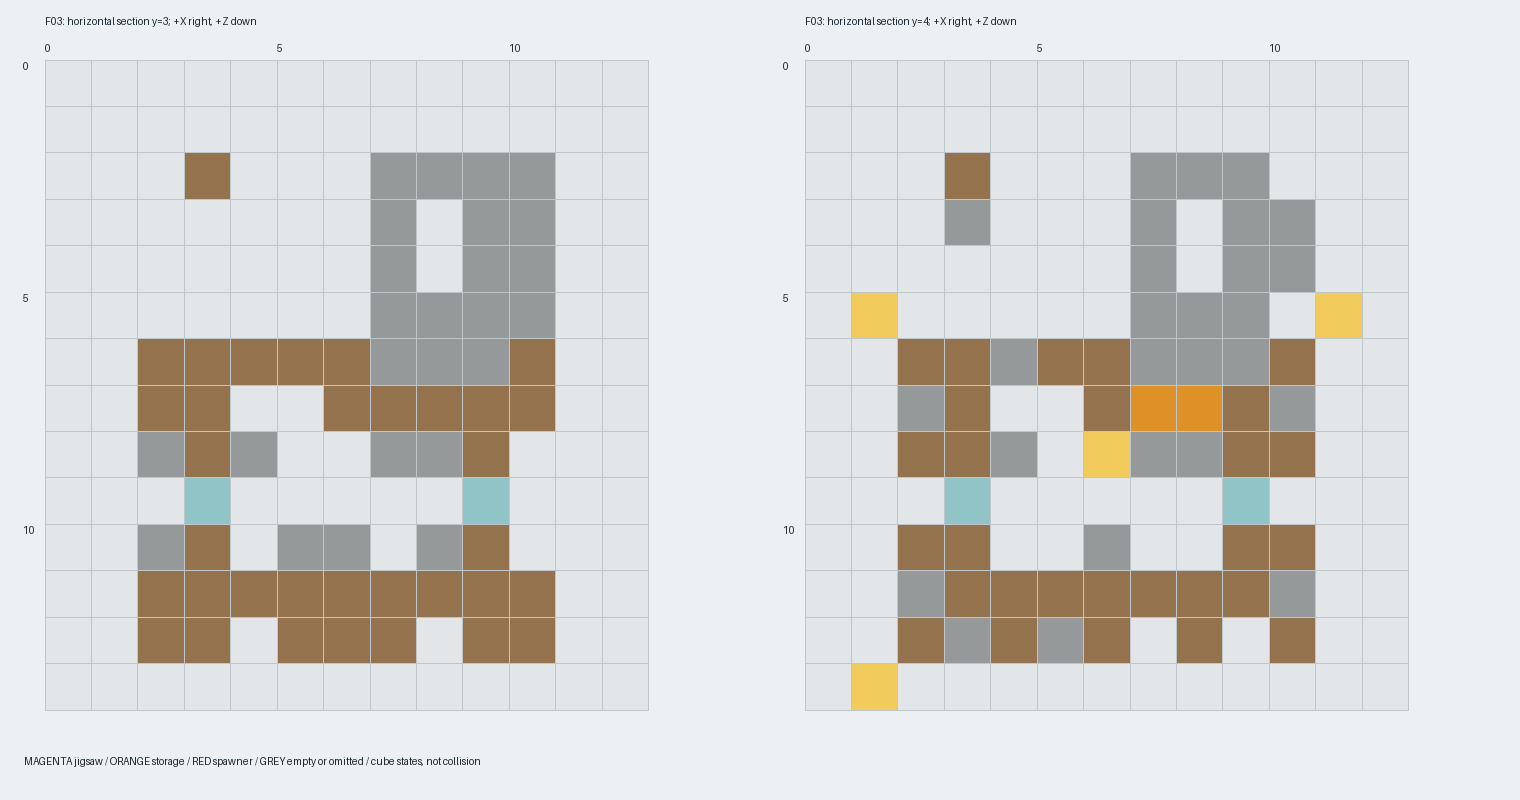 F03: horizontal section y=3; +X right, +Z down
F03: horizontal section y=4; +X right, +Z down
0 5 10
0 5 10
0
0
5
5
10
10
MAGENTA jigsaw / ORANGE storage / RED spawner / GREY empty or omitted / cube states, not collision